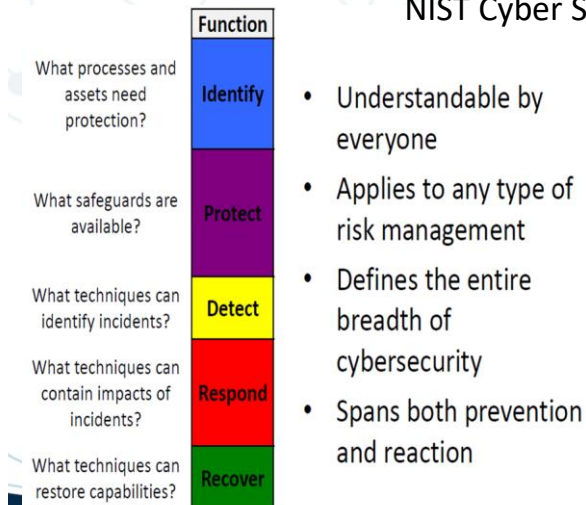 NIST Cyber S
Function
What processes and
assets need
protection?
Identify
What safeguards are
available?
Protect
What techniques can
identify incidents?
Detect
What techniques can
contain impacts of
incidents?
Respond
What techniques can
restore capabilities?
Recover
• Understandable by
everyone
• Applies to any type of
risk management
• Defines the entire
breadth of
cybersecurity
• Spans both prevention
and reaction